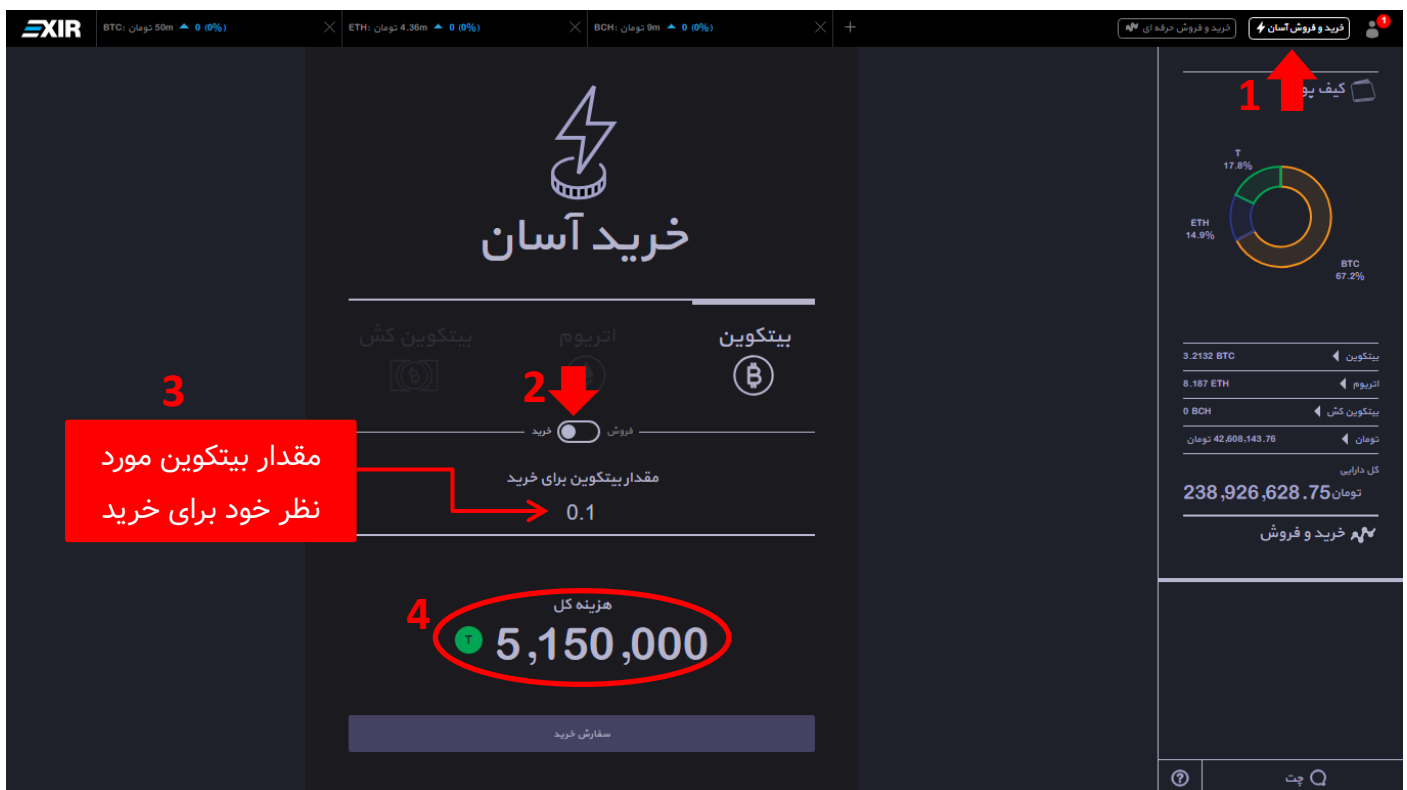 EXIR
BTC: 50m تومان ▲ 0 (0%)
ETH: 4.36m تومان ▲ 0 (0%)
BCH: 9m تومان ▲ 0 (0%)
+
خرید و فروش حرفه ای
خرید و فروش آسان
1
1
کیف پو
T
17.8%
ETH
14.9%
BTC
67.2%
بیتکوین
3.2132 BTC
اتریوم
8.187 ETH
بیتکوین کش
0 BCH
تومان
42,608,143.76 تومان
کل دارایی
تومان 238,926,628.75
خرید و فروش
خرید آسان
بیتکوین
اتریوم
بیتکوین کش
2
فروش
خرید
3
مقدار بیتکوین مورد
نظر خود برای خرید
مقدار بیتکوین برای خرید
0.1
4
هزینه کل
T 5,150,000
سفارش خرید
چت
?